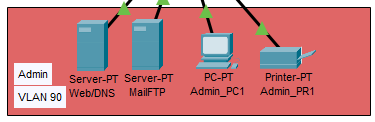 Admin
VLAN 90
Server-PT
Web/DNS
Server-PT
MailFTP
PC-PT
Admin_PC1
Printer-PT
Admin_PR1